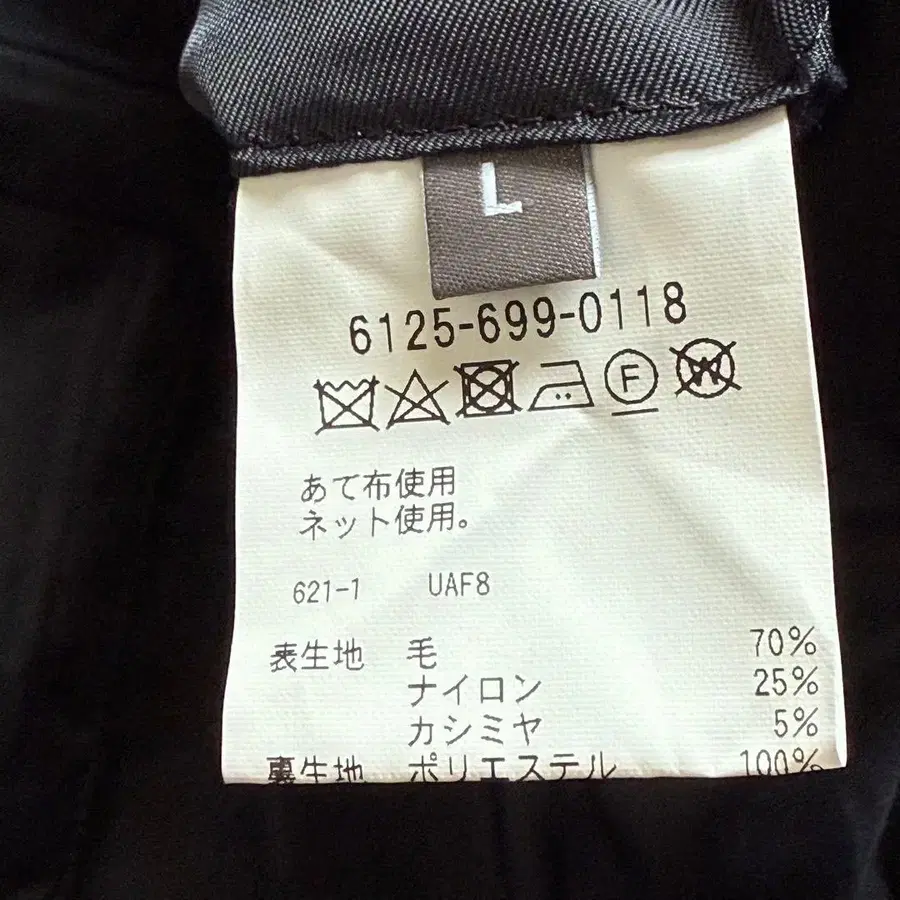 L
6125-699-0118
F W
あて布使用
ネット使用。
621-1 UAF8
表生地 毛 70%
ナイロン 25%
カシミヤ 5%
裏生地 ポリエステル 100%